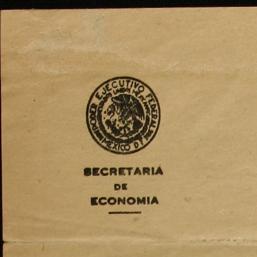 PODER EJECUTIVO FEDERAL
MEXICO D F
SECRETARIA
DE
ECONOMIA